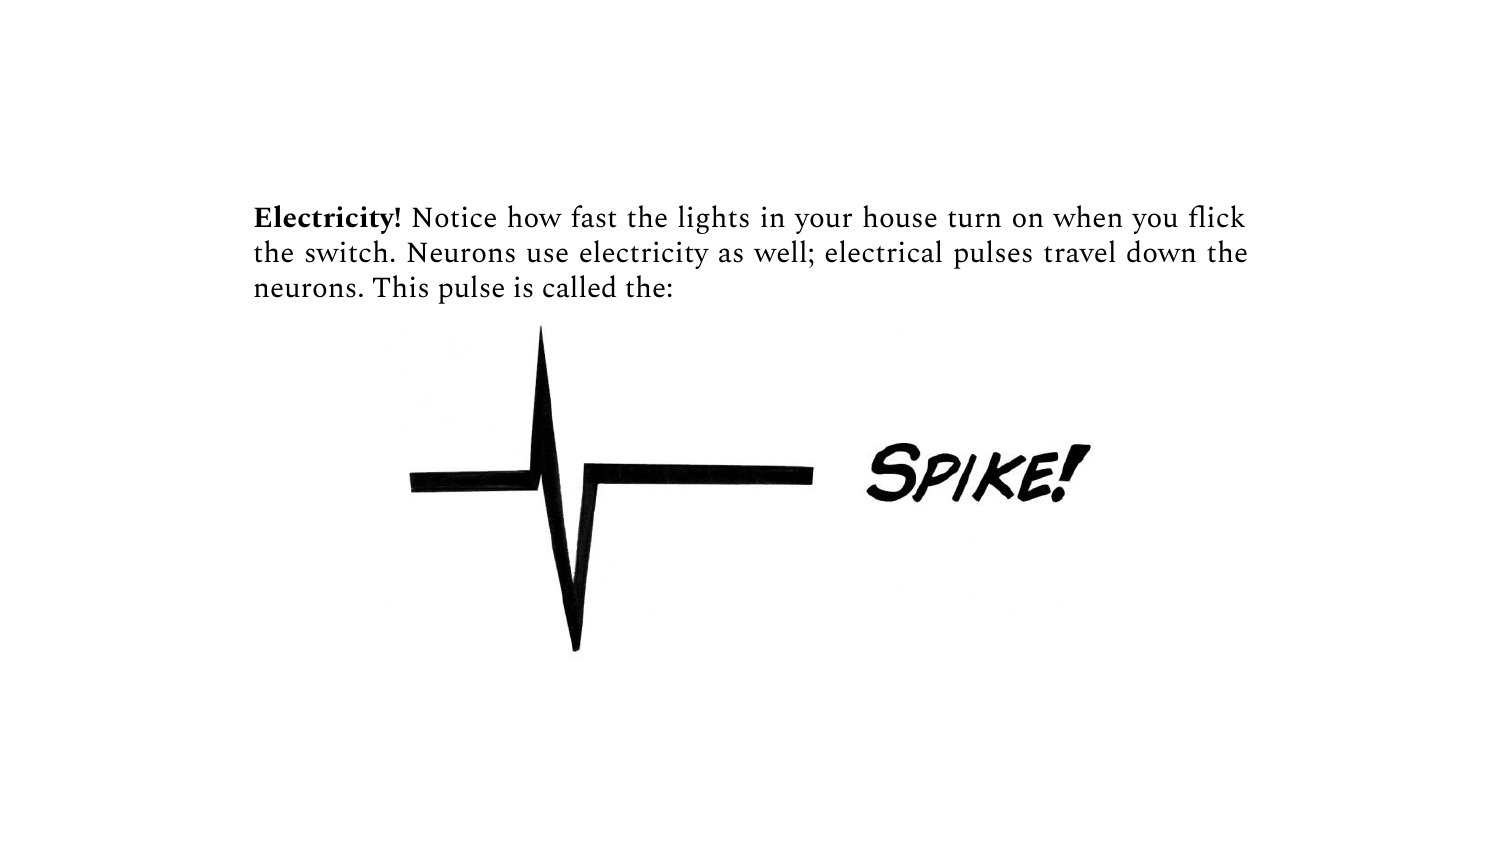 Electricity! Notice how fast the lights in your house turn on when you flick
the switch. Neurons use electricity as well; electrical pulses travel down the
neurons. This pulse is called the:
SPIKE!